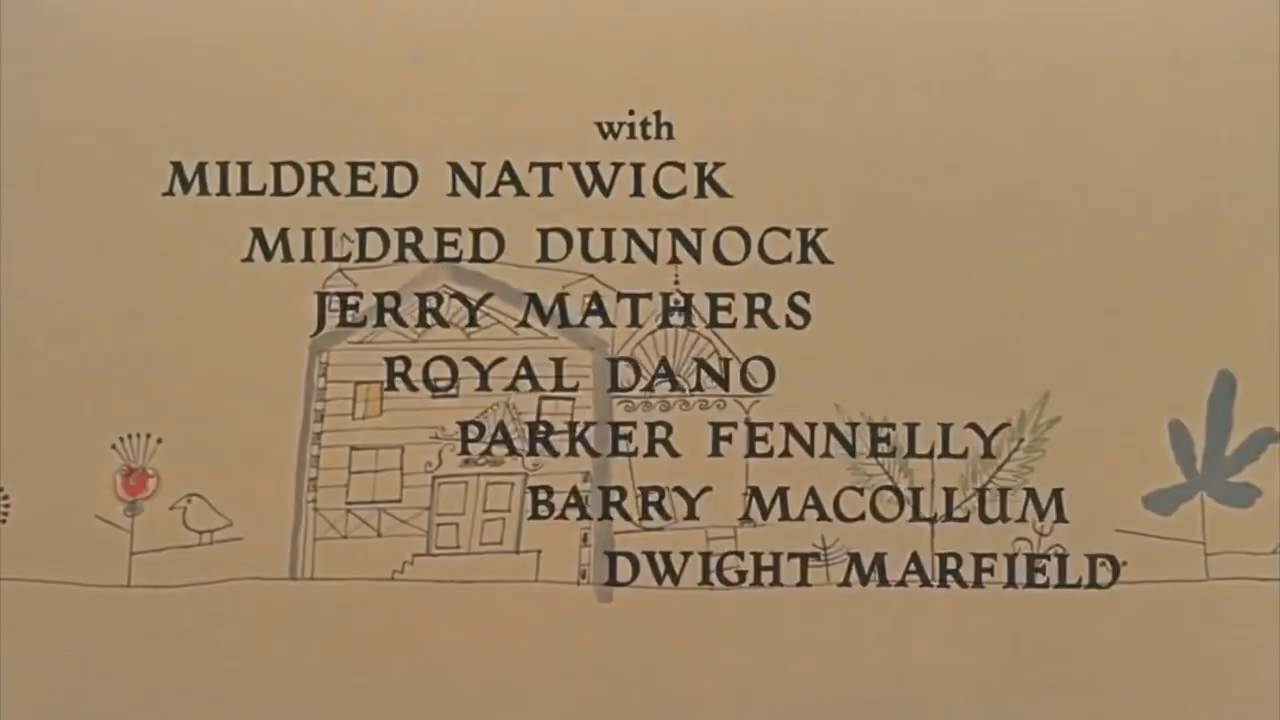 with
MILDRED NATWICK
MILDRED DUNNOCK
JERRY MATHERS
ROYAL DANO
PARKER FENNELLY
BARRY MACOLLUM
DWIGHT MARFIELD